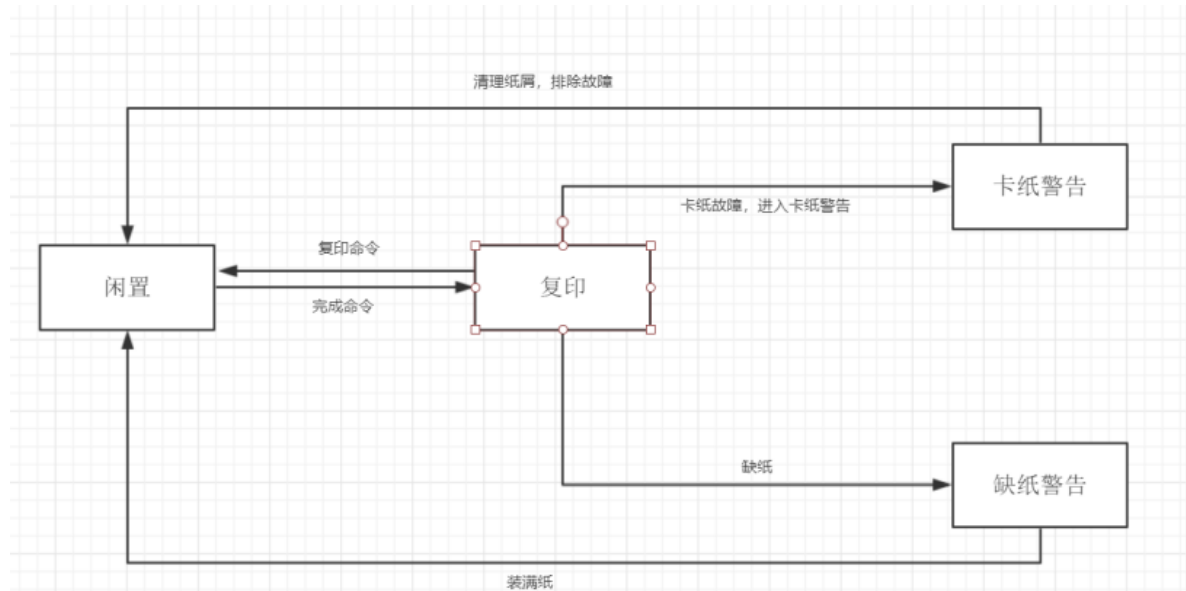 清理纸屑，排除故障
卡纸警告
卡纸故障，进入卡纸警告
复印命令
闲置
复印
完成命令
缺纸
缺纸警告
装满纸